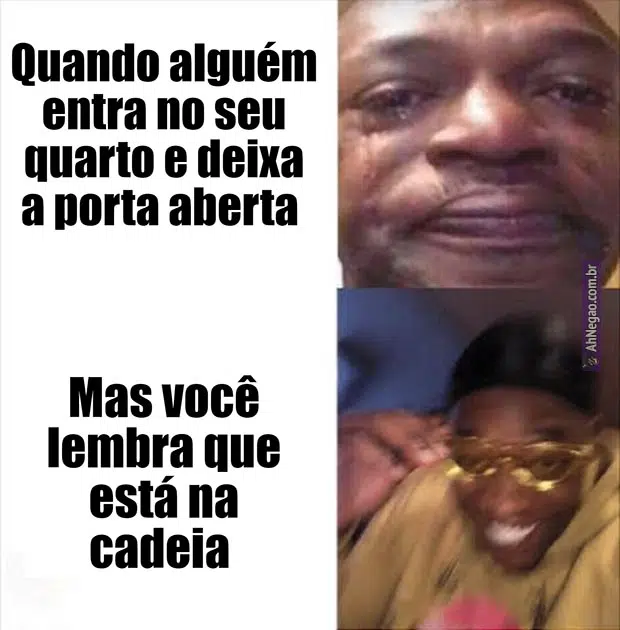 Quando alguém
entra no seu
quarto e deixa
a porta aberta
AhNegao.com.br
Mas você
lembra que
está na
cadeia